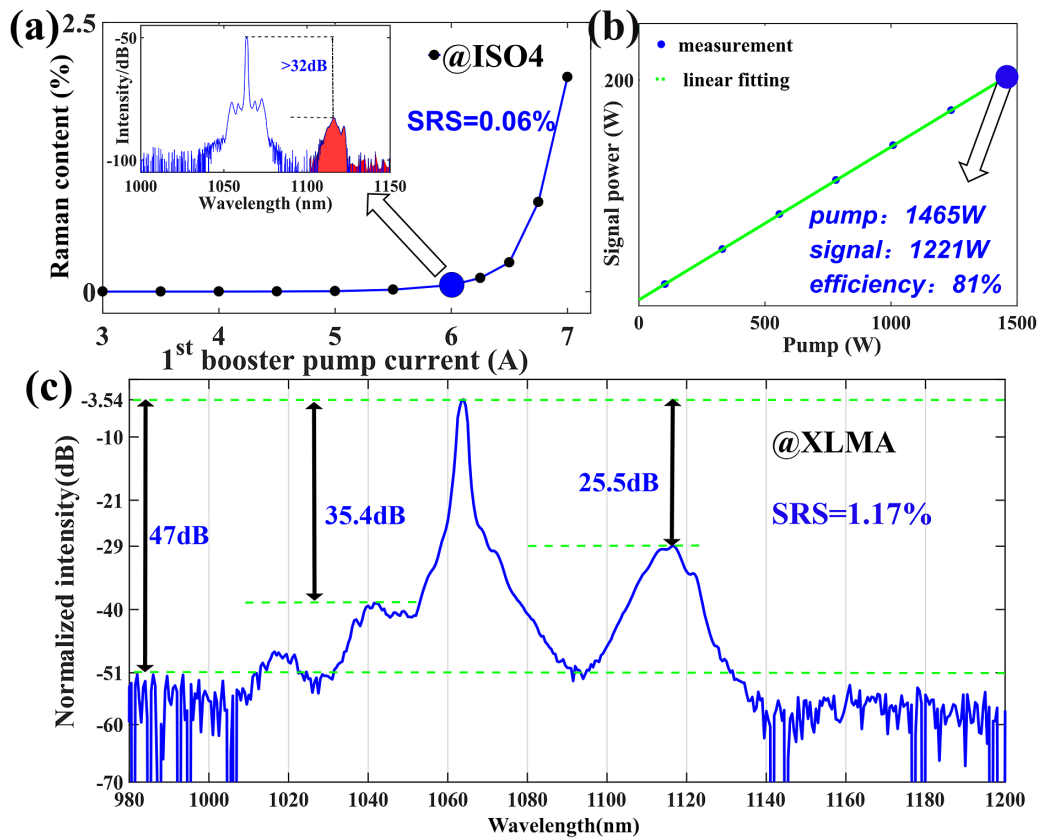 (a)
2.5
0
Raman content (%)
3 4 5 6 7
1st booster pump current (A)
-50
-100
Intensity/dB
1000 1050 1100 1150
Wavelength (nm)
>32dB
@ISO4
SRS=0.06%
(b)
measurement
linear fitting
200
0
Signal power (W)
pump: 1465W
signal: 1221W
efficiency: 81%
0 500 1000 1500
Pump (W)
(c)
-3.54
-10
-21
-29
-40
-51
-60
-70
Normalized intensity(dB)
47dB
35.4dB
25.5dB
@XLMA
SRS=1.17%
980 1000 1020 1040 1060 1080 1100 1120 1140 1160 1180 1200
Wavelength(nm)